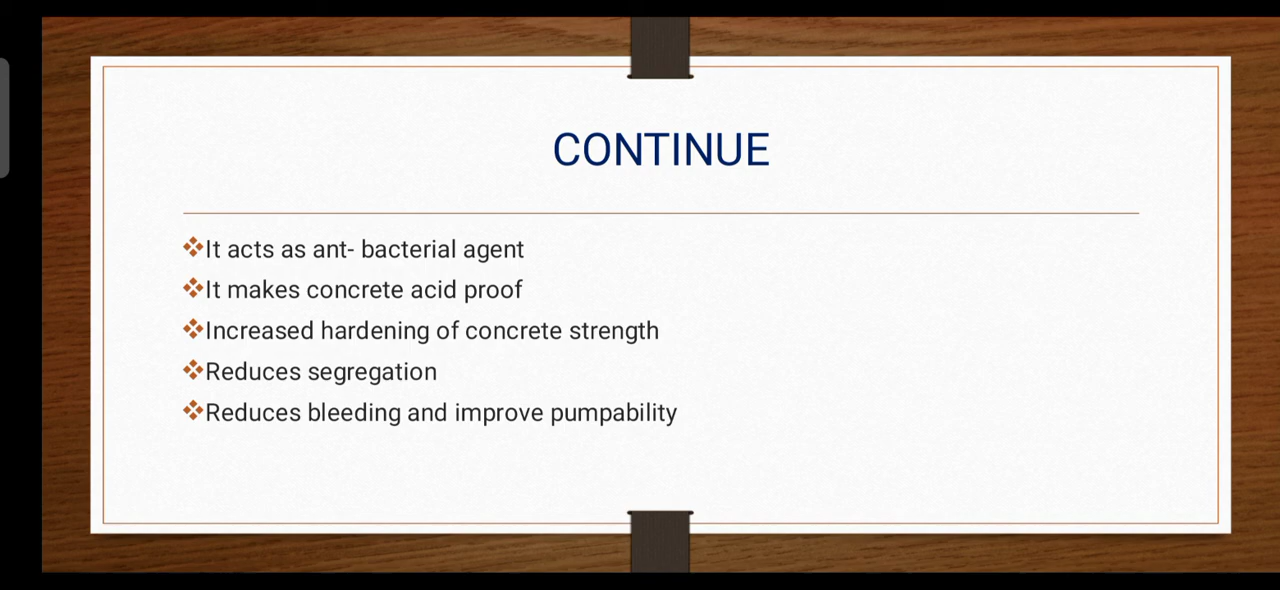 CONTINUE
❖It acts as ant- bacterial agent
❖It makes concrete acid proof
❖Increased hardening of concrete strength
❖Reduces segregation
❖Reduces bleeding and improve pumpability